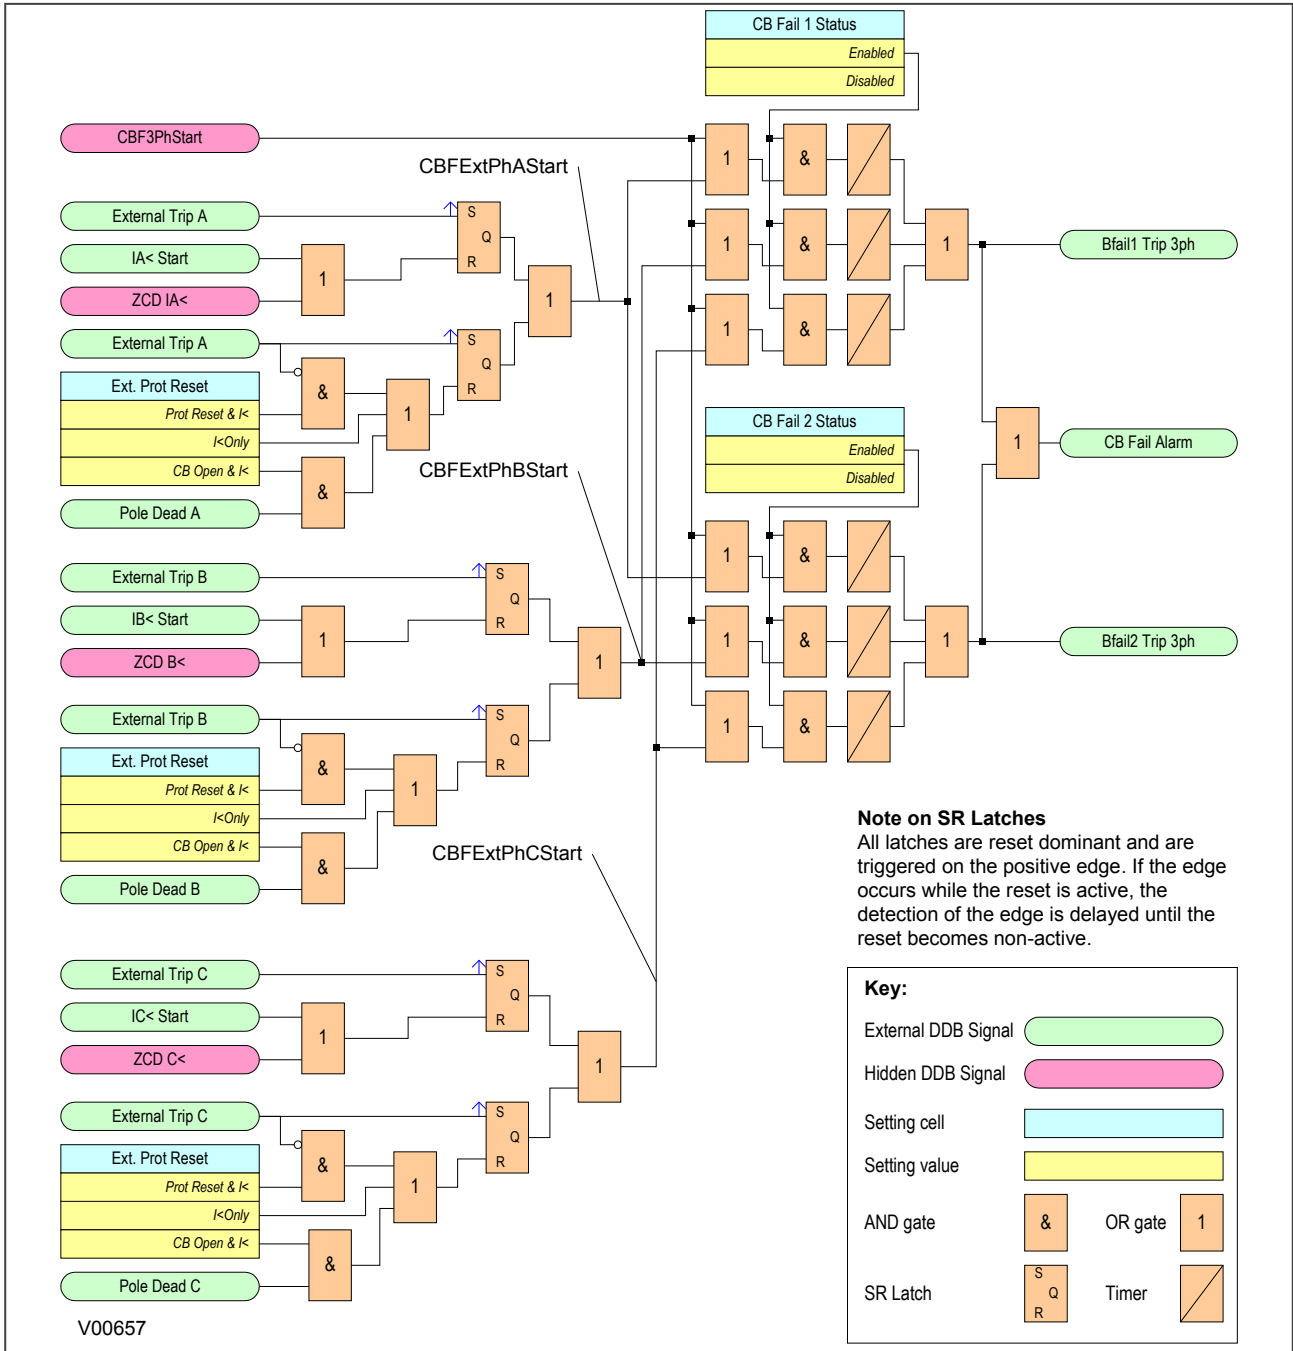 CB Fail 1 Status
Enabled
Disabled
CBF3PhStart
CBFExtPhAStart
External Trip A
IA< Start
ZCD IA<
External Trip A
Ext. Prot Reset
Prot Reset & I<
I<Only
CB Open & I<
Pole Dead A
S
Q
R
1
S
Q
R
&
1
&
1
1
&
1
&
1
&
1
Bfail1 Trip 3ph
CB Fail 2 Status
Enabled
Disabled
1
CB Fail Alarm
CBFExtPhBStart
External Trip B
IB< Start
ZCD B<
External Trip B
Ext. Prot Reset
Prot Reset & I<
I<Only
CB Open & I<
Pole Dead B
S
Q
R
1
S
Q
R
&
1
&
1
1
&
1
&
1
&
1
Bfail2 Trip 3ph
CBFExtPhCStart
External Trip C
IC< Start
ZCD C<
External Trip C
Ext. Prot Reset
Prot Reset & I<
I<Only
CB Open & I<
Pole Dead C
S
Q
R
1
S
Q
R
&
1
&
1
V00657
Note on SR Latches
All latches are reset dominant and are
triggered on the positive edge. If the edge
occurs while the reset is active, the
detection of the edge is delayed until the
reset becomes non-active.
Key:
External DDB Signal
Hidden DDB Signal
Setting cell
Setting value
AND gate
&
OR gate
1
SR Latch
S
Q
R
Timer